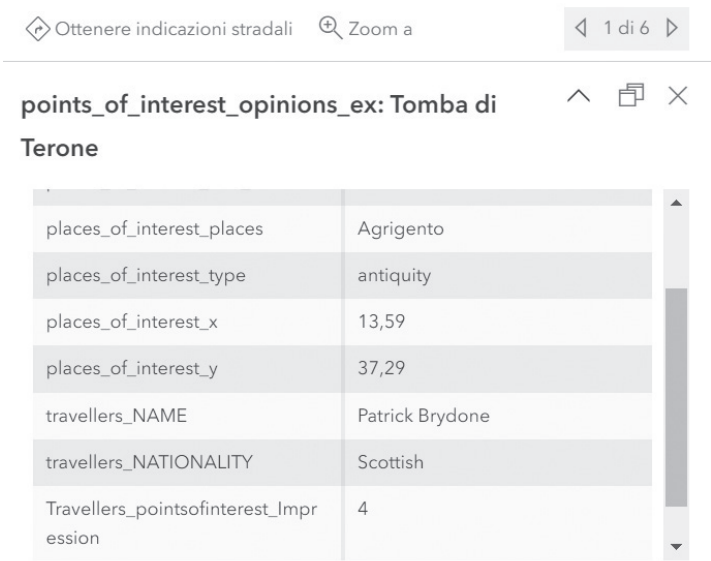 Ottenere indicazioni stradali Zoom a 1 di 6
points_of_interest_opinions_ex: Tomba di
Terone
places_of_interest_places Agrigento
places_of_interest_type antiquity
places_of_interest_x 13,59
places_of_interest_y 37,29
travellers_NAME Patrick Brydone
travellers_NATIONALITY Scottish
Travellers_pointsofinterest_Impr 4
ession